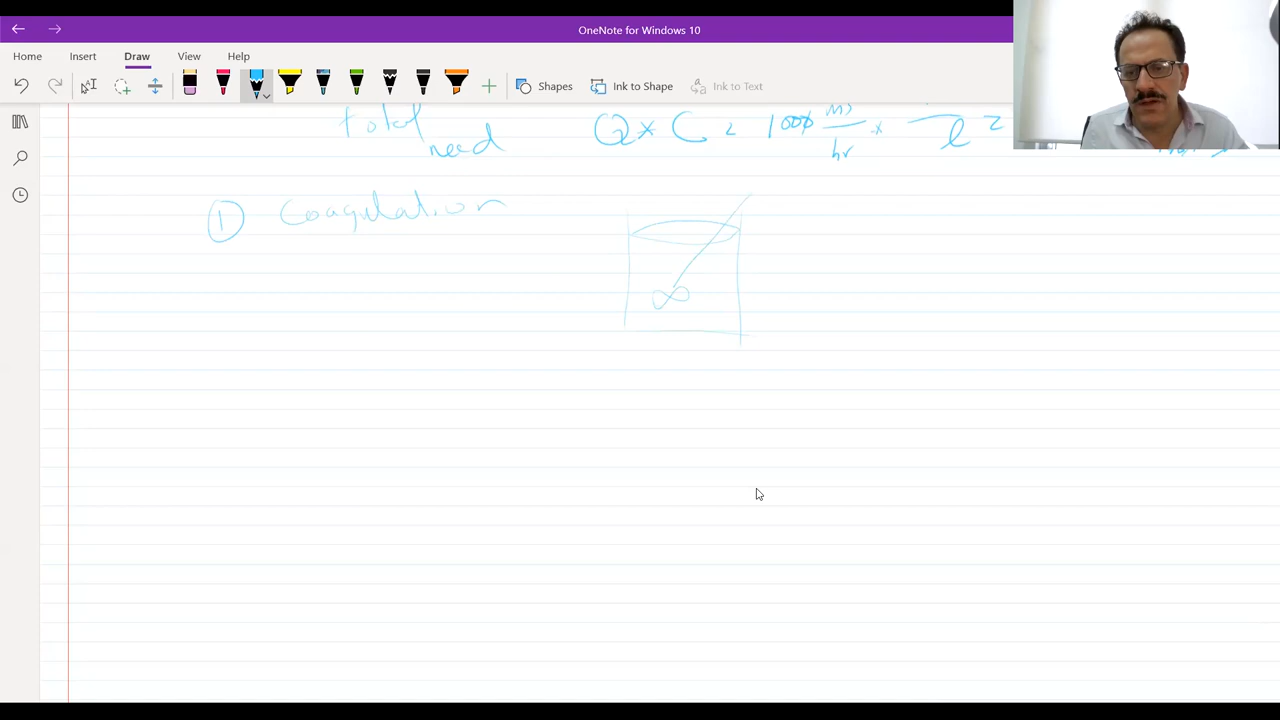 OneNote for Windows 10
Home Insert Draw View Help
Shapes Ink to Shape Ink to Text
total need Q x C = 1000 m3/hr x l =
① Coagulation